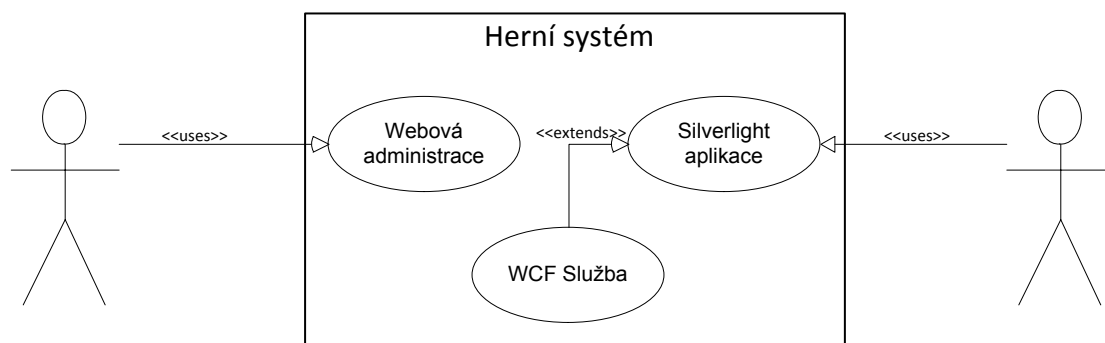 Herní systém
<<uses>>
Webová
administrace
<<extends>>
Silverlight
aplikace
<<uses>>
WCF Služba